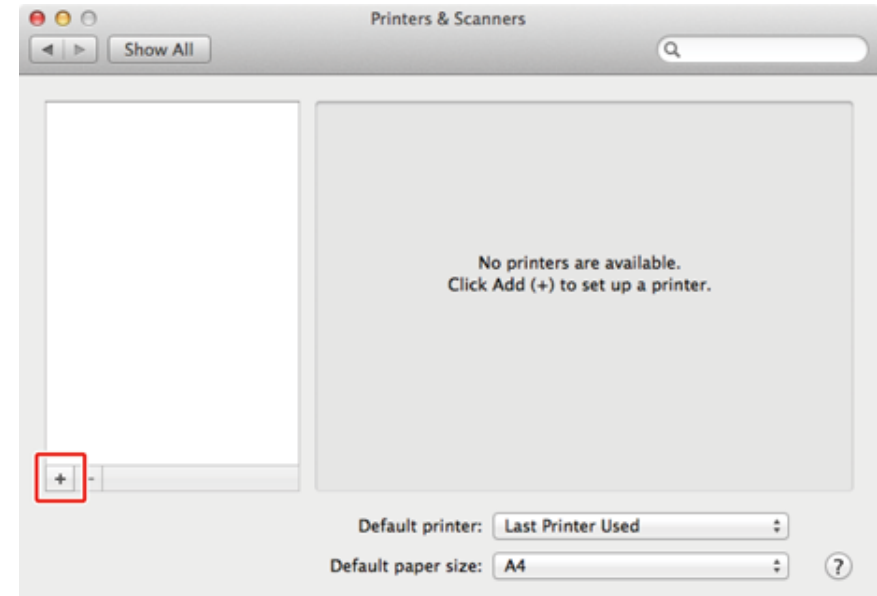 Printers & Scanners
Show All
No printers are available.
Click Add (+) to set up a printer.
+ -
Default printer: Last Printer Used
Default paper size: A4 ?